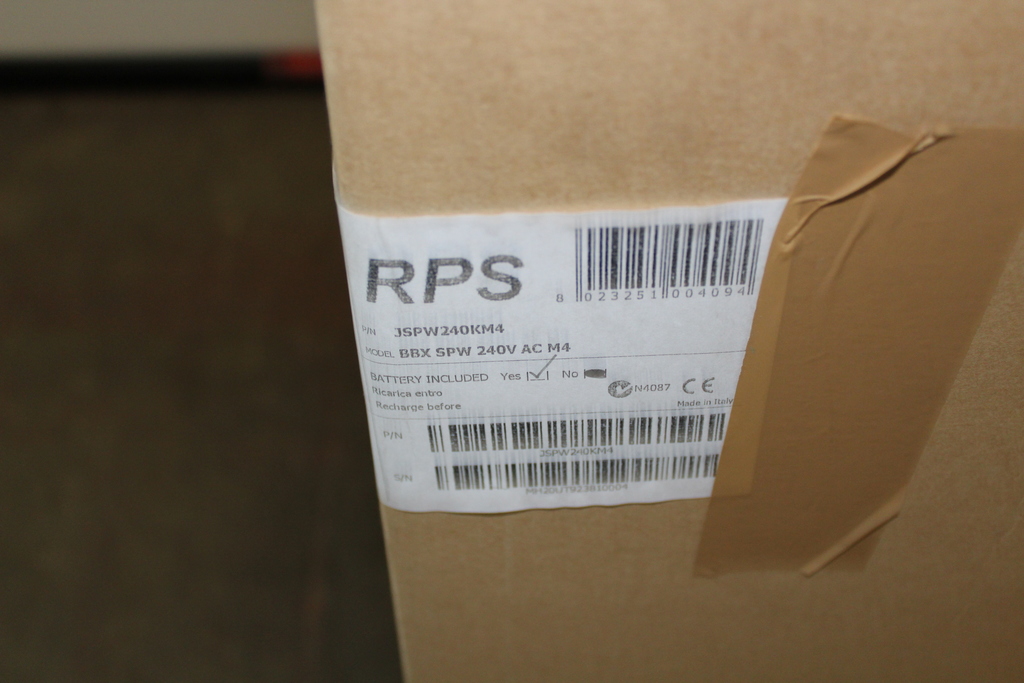 RPS
8 023251 004094
P/N JSPW240KM4
MODEL BBX SPW 240V AC M4
BATTERY INCLUDED Yes No
Ricarica entro
Recharge before
N4087 CE
Made in Italy
P/N
JSPW240KM4
S/N